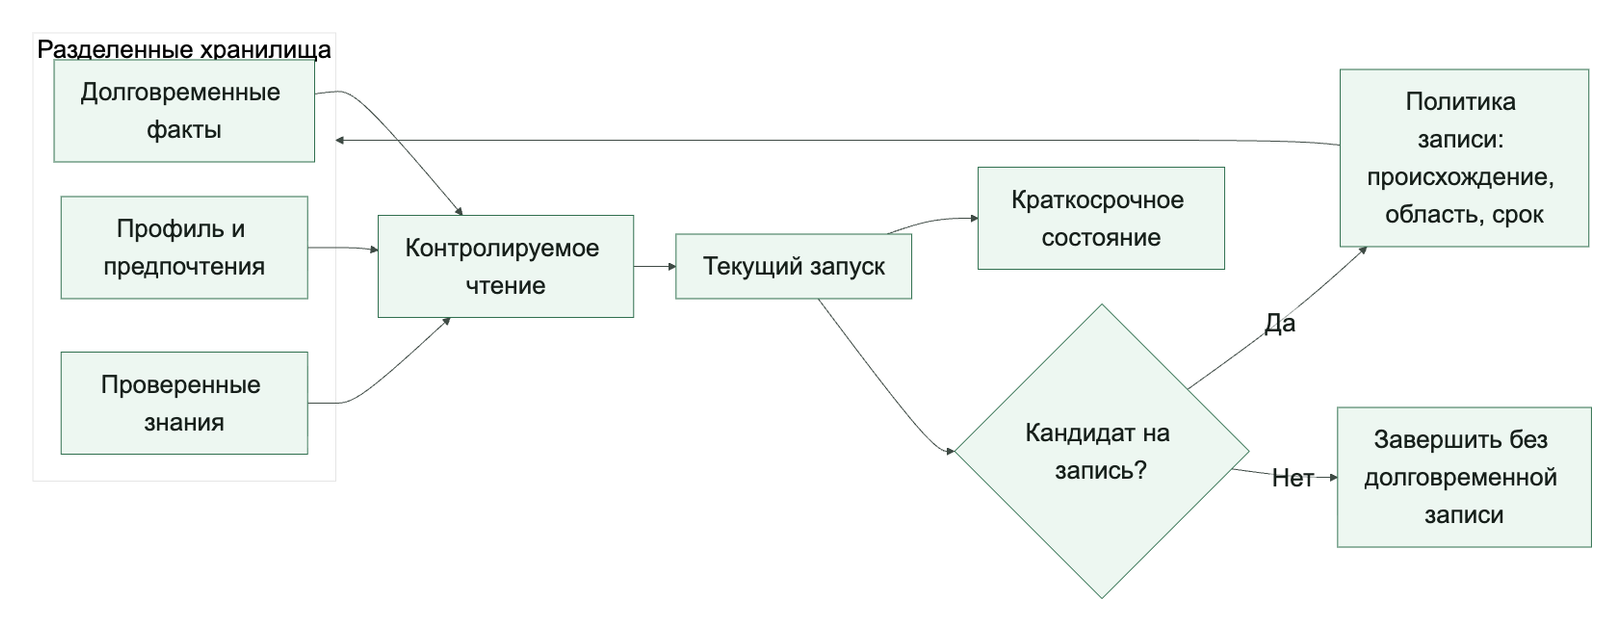 Разделенные хранилища
Долговременные
факты
Профиль и
предпочтения
Проверенные
знания
Контролируемое
чтение
Текущий запуск
Краткосрочное
состояние
Кандидат на
запись?
Да
Нет
Политика
записи:
происхождение,
область, срок
Завершить без
долговременной
записи